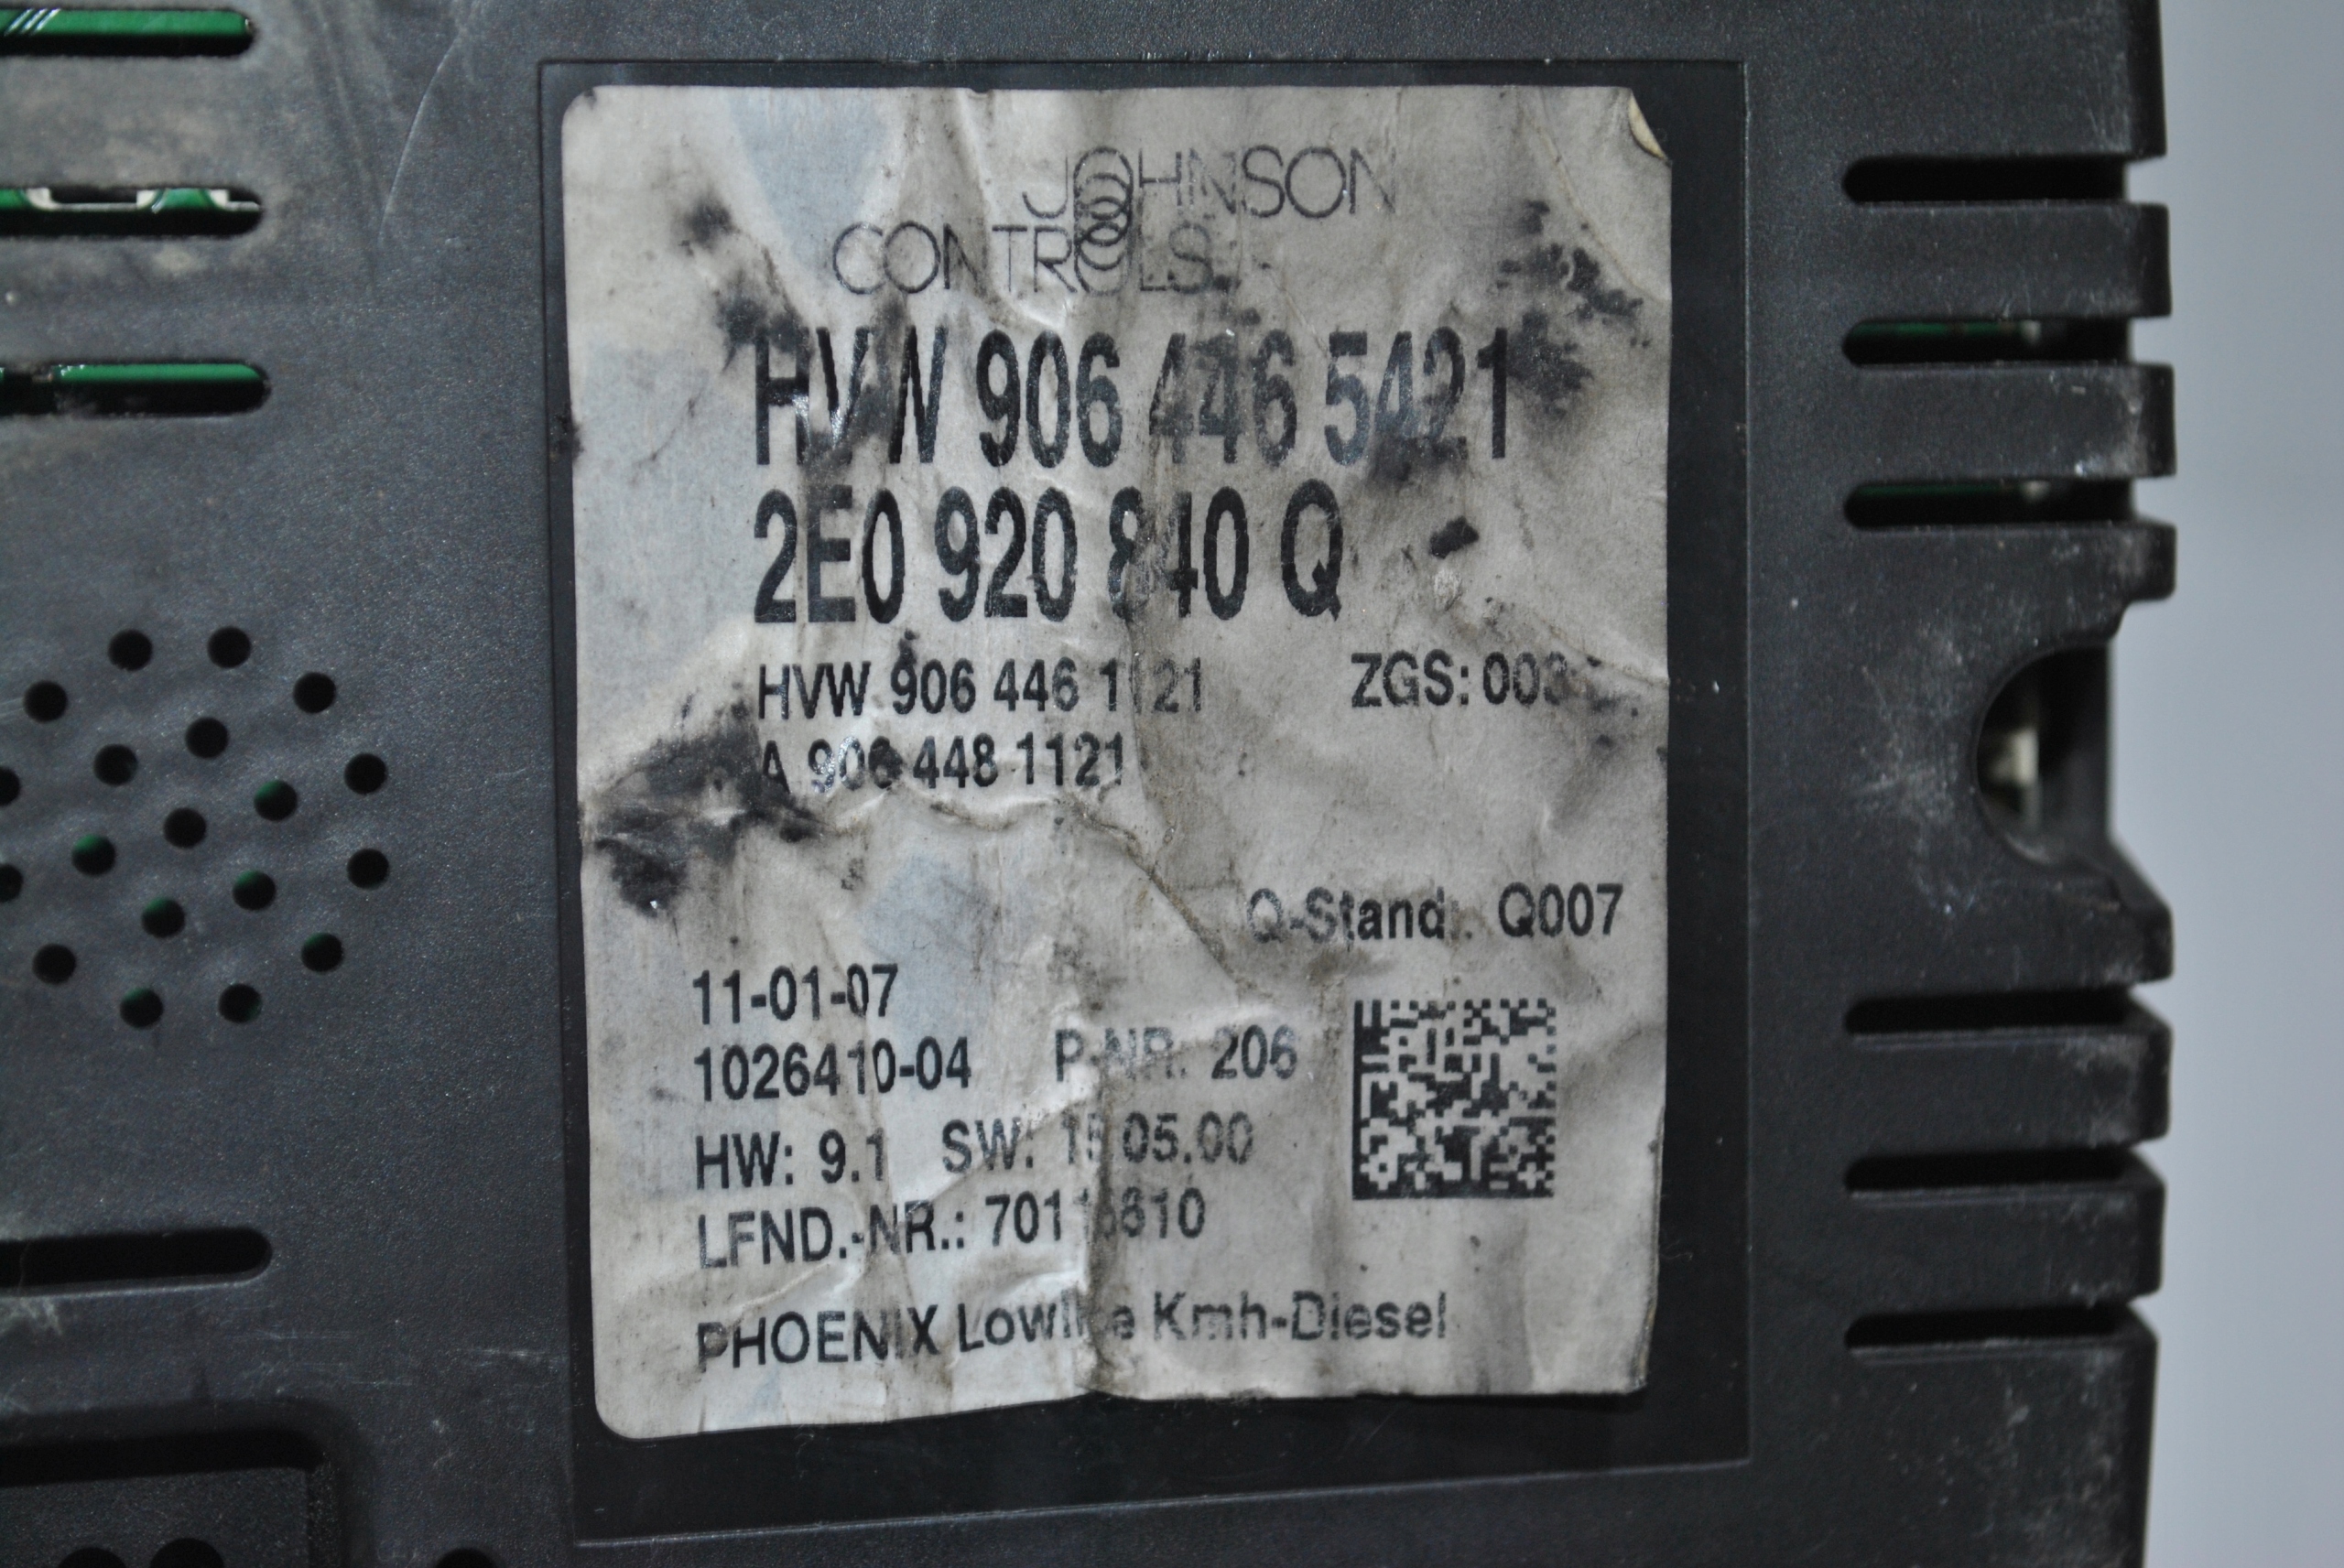 JOHNSON
CONTROLS
HVW 906 446 5421
2E0 920 840 Q
HVW 906 446 1121
ZGS:
A 906 448 1121
Q-Stand: Q007
11-01-07
1026410-04 P-NR. 206
HW: 9.1 SW:
LFND.-NR.:
PHOENIX Lowline Kmh-Diesel